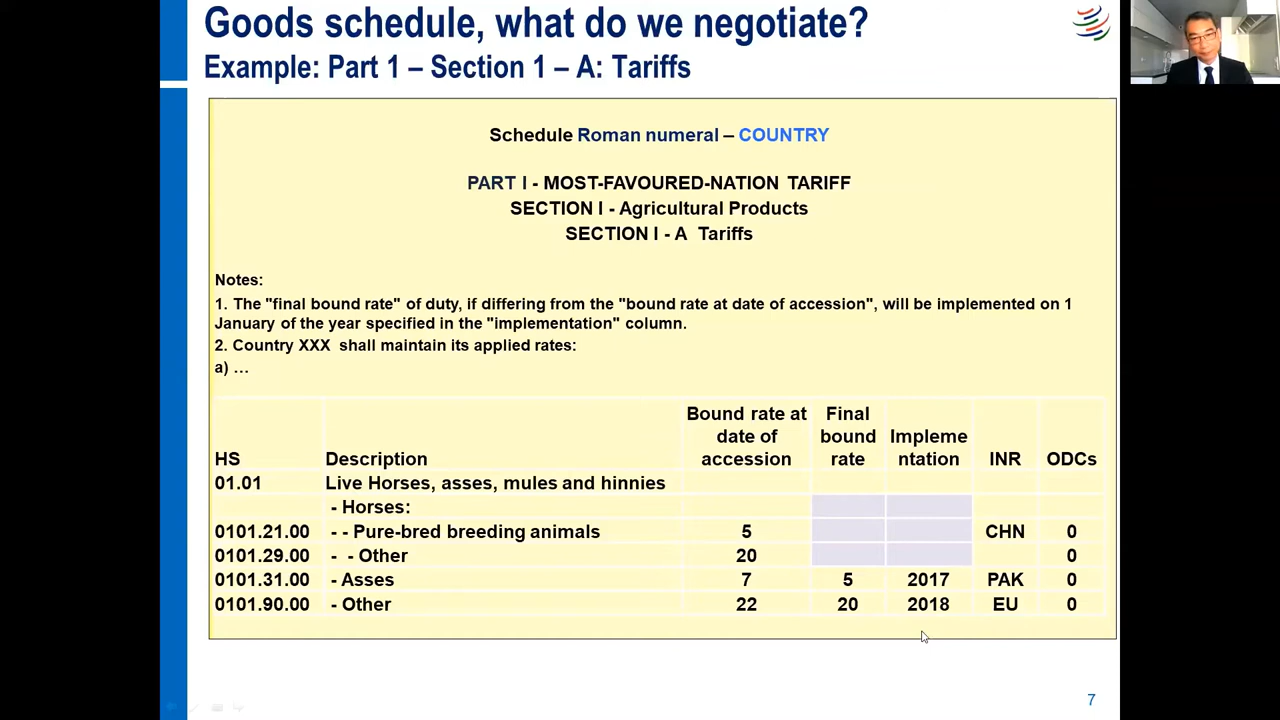 Goods schedule, what do we negotiate?
Example: Part 1 – Section 1 – A: Tariffs
Schedule Roman numeral – COUNTRY
PART I - MOST-FAVOURED-NATION TARIFF
SECTION I - Agricultural Products
SECTION I - A Tariffs
Notes:
1. The "final bound rate" of duty, if differing from the "bound rate at date of accession", will be implemented on 1
January of the year specified in the "implementation" column.
2. Country XXX shall maintain its applied rates:
a) …
HS Description Bound rate at date of accession Final bound rate Impleme ntation INR ODCs
01.01 Live Horses, asses, mules and hinnies
- Horses:
0101.21.00 - - Pure-bred breeding animals 5 CHN 0
0101.29.00 - - Other 20 0
0101.31.00 - Asses 7 5 2017 PAK 0
0101.90.00 - Other 22 20 2018 EU 0
7